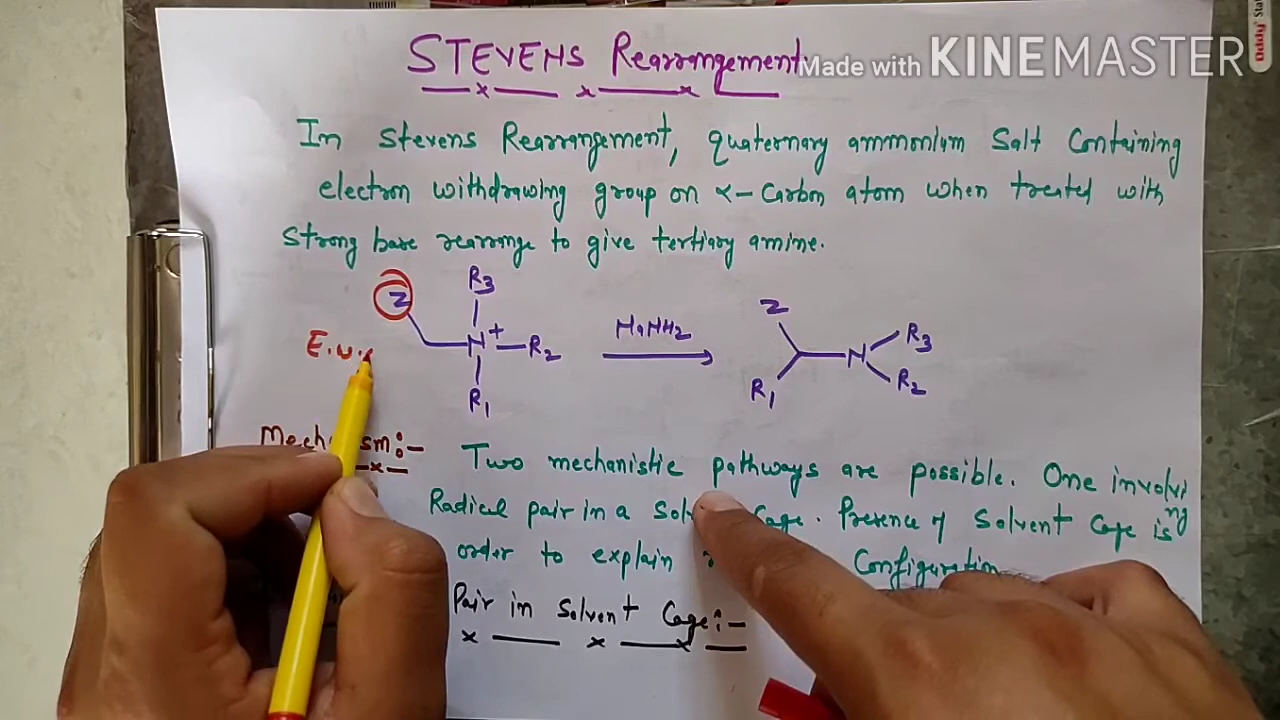 STEVENS Rearrangement
Made with KINEMASTER
In Stevens Rearrangement, quaternary ammonium Salt Containing
electron withdrawing group on α-Carbon atom when treated with
Strong base rearrange to give tertiary amine.
Z R3 N+ R2 R1
NaNH2
Z R1 N R3 R2
E.W.
Mechanism:-
Two mechanistic pathways are possible. One involving
Radical pair in a Cage. Presence of Solvent Cage is
order to explain Configuration
Pair in Solvent Cage:-
Oddy